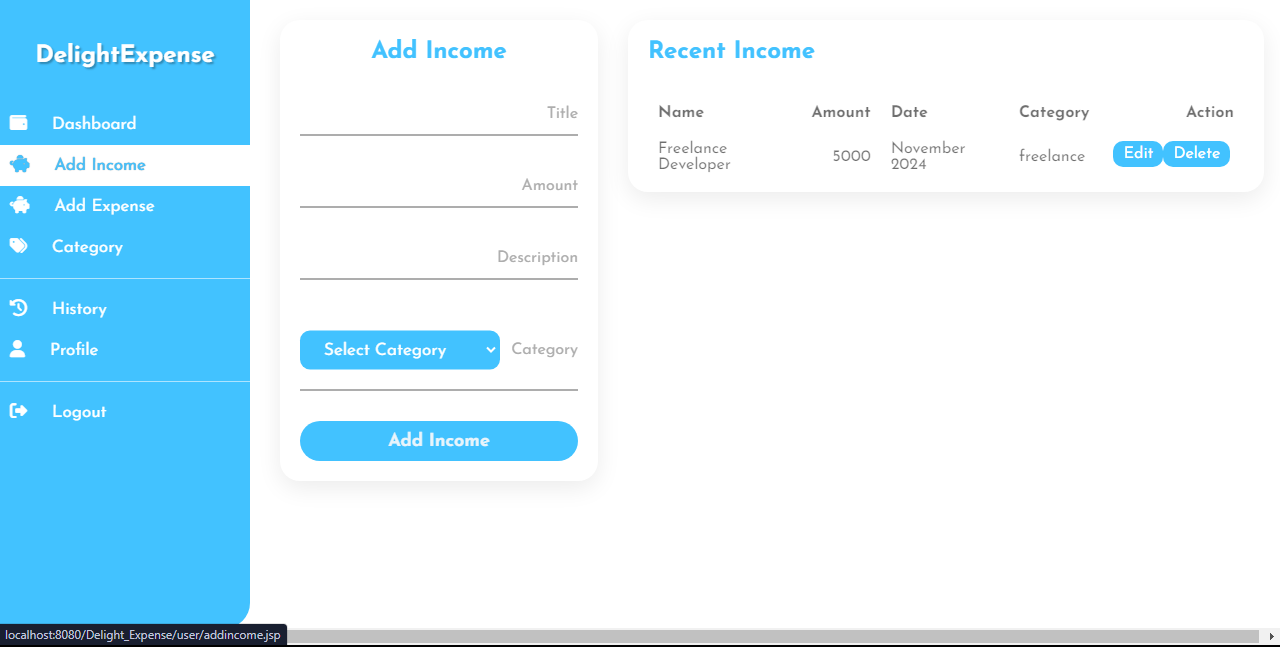 DelightExpense
Dashboard
Add Income
Add Expense
Category
History
Profile
Logout
Add Income
Title
Amount
Description
Select Category
Category
Add Income
Recent Income
Name Amount Date Category Action
Freelance
Developer
5000
November
2024
freelance
Edit Delete
localhost:8080/Delight_Expense/user/addincome.jsp